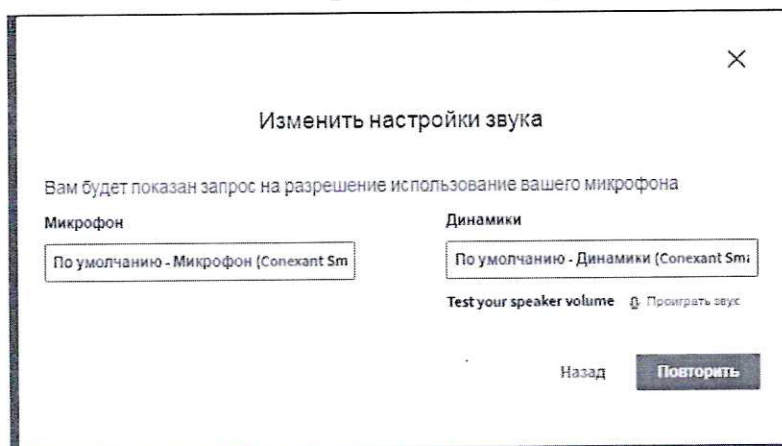 Изменить настройки звука
Вам будет показан запрос на разрешение использование вашего микрофона
Микрофон
Динамики
По умолчанию - Микрофон (Conexant Sm
По умолчанию - Динамики (Conexant Sma
Test your speaker volume Проиграть звук
Назад Повторить